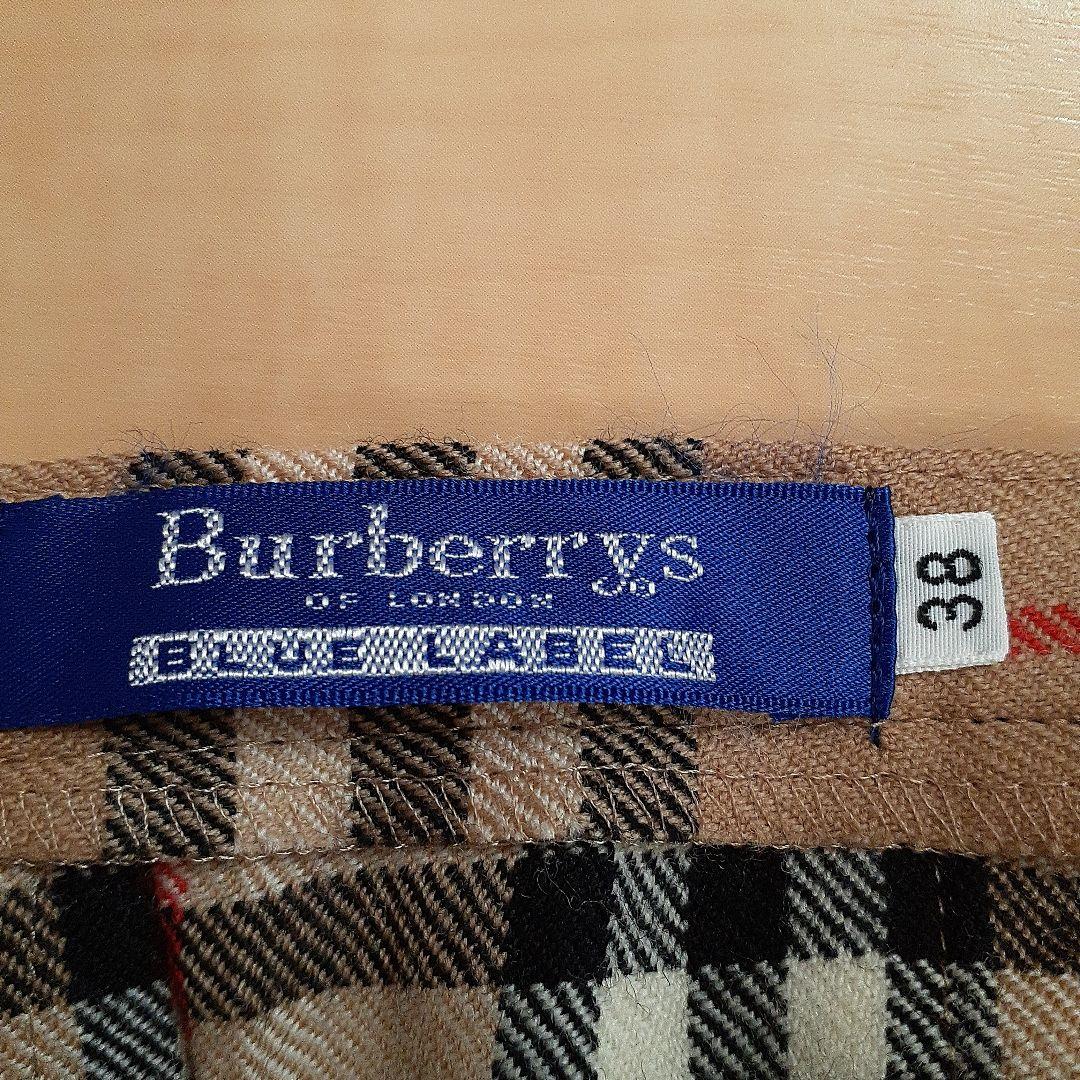 Burberrys®
OF LONDON
BLUE LABEL
38